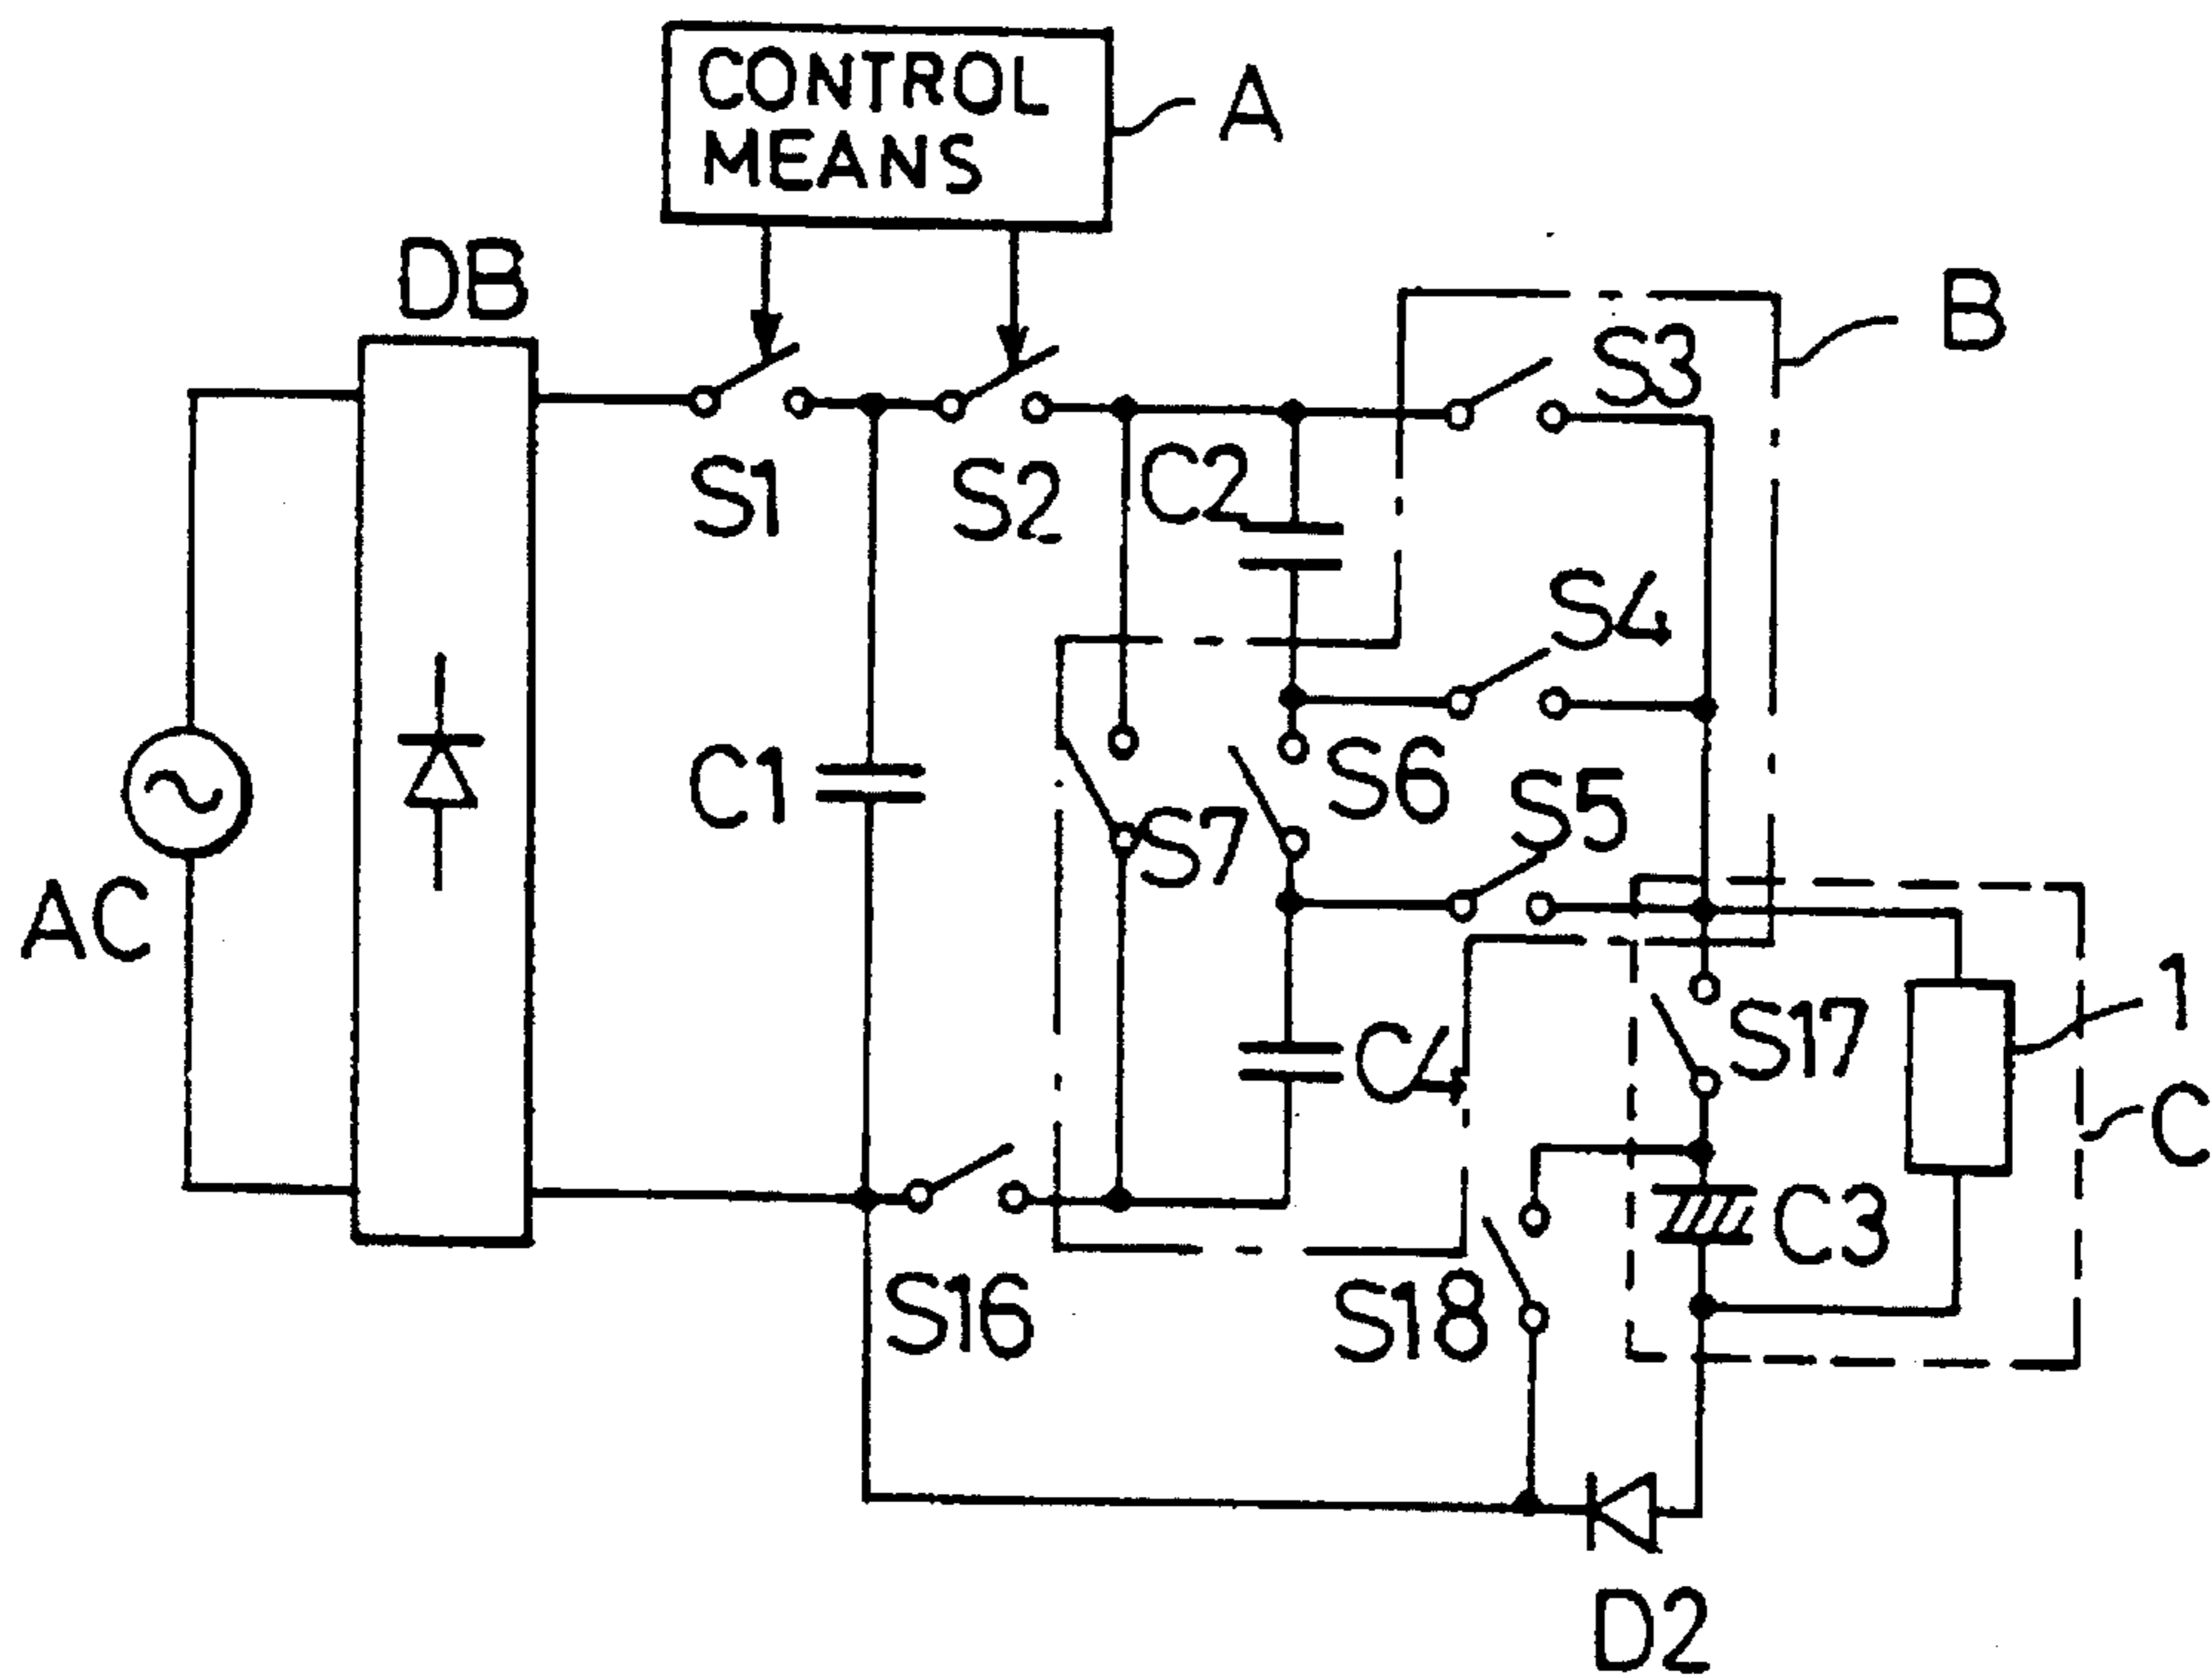 CONTROL
MEANS
A
DB
B
S3
S1
S2
C2
S4
C1
S7
S6
S5
AC
C4
S17
1
C
S16
S18
C3
D2